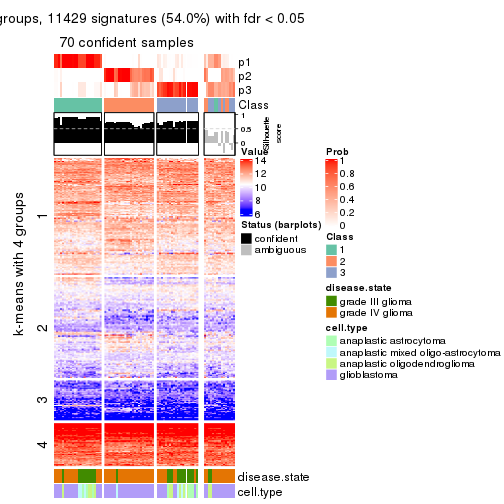 groups, 11429 signatures (54.0%) with fdr < 0.05
70 confident samples
p1
p2
p3
Class
1
0.5
0
Silhouette
score
k-means with 4 groups
1
2
3
4
disease.state
cell.type
Value
14
12
10
8
6
Status (barplots)
confident
ambiguous
Prob
1
0.8
0.6
0.4
0.2
0
Class
1
2
3
disease.state
grade III glioma
grade IV glioma
cell.type
anaplastic astrocytoma
anaplastic mixed oligo-astrocytoma
anaplastic oligodendroglioma
glioblastoma